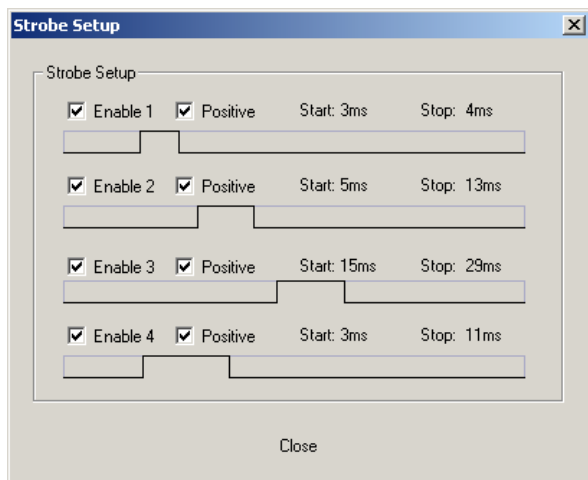 Strobe Setup
Strobe Setup
Enable 1 Positive Start: 3ms Stop: 4ms
Enable 2 Positive Start: 5ms Stop: 13ms
Enable 3 Positive Start: 15ms Stop: 29ms
Enable 4 Positive Start: 3ms Stop: 11ms
Close